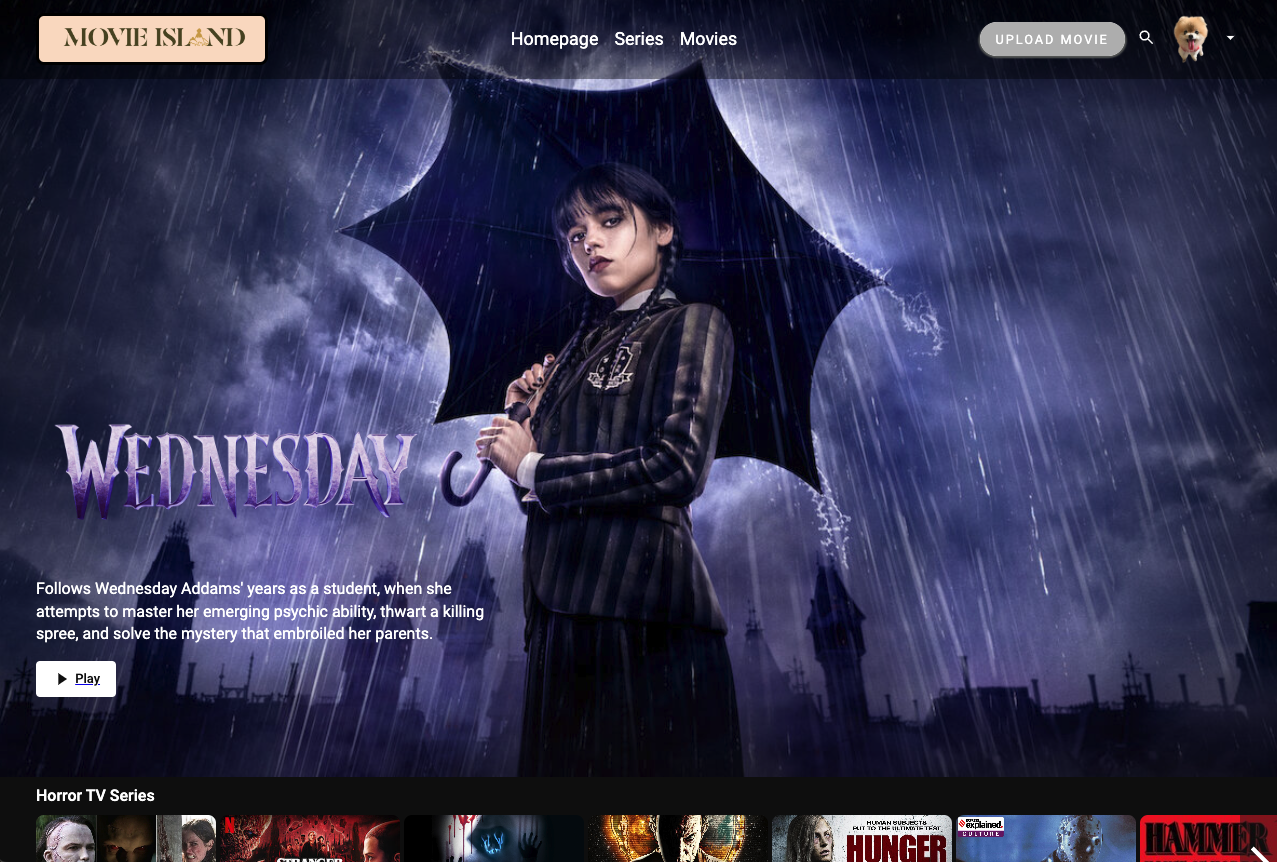 MOVIE ISLAND
Homepage Series Movies
UPLOAD MOVIE
WEDNESDAY
Follows Wednesday Addams' years as a student, when she
attempts to master her emerging psychic ability, thwart a killing
spree, and solve the mystery that embroiled her parents.
Play
Horror TV Series
N
STRANGER
HUMAN SUBJECTS
PUT TO THE ULTIMATE TEST
HUNGER
explained.
CULTURE
HAMMER